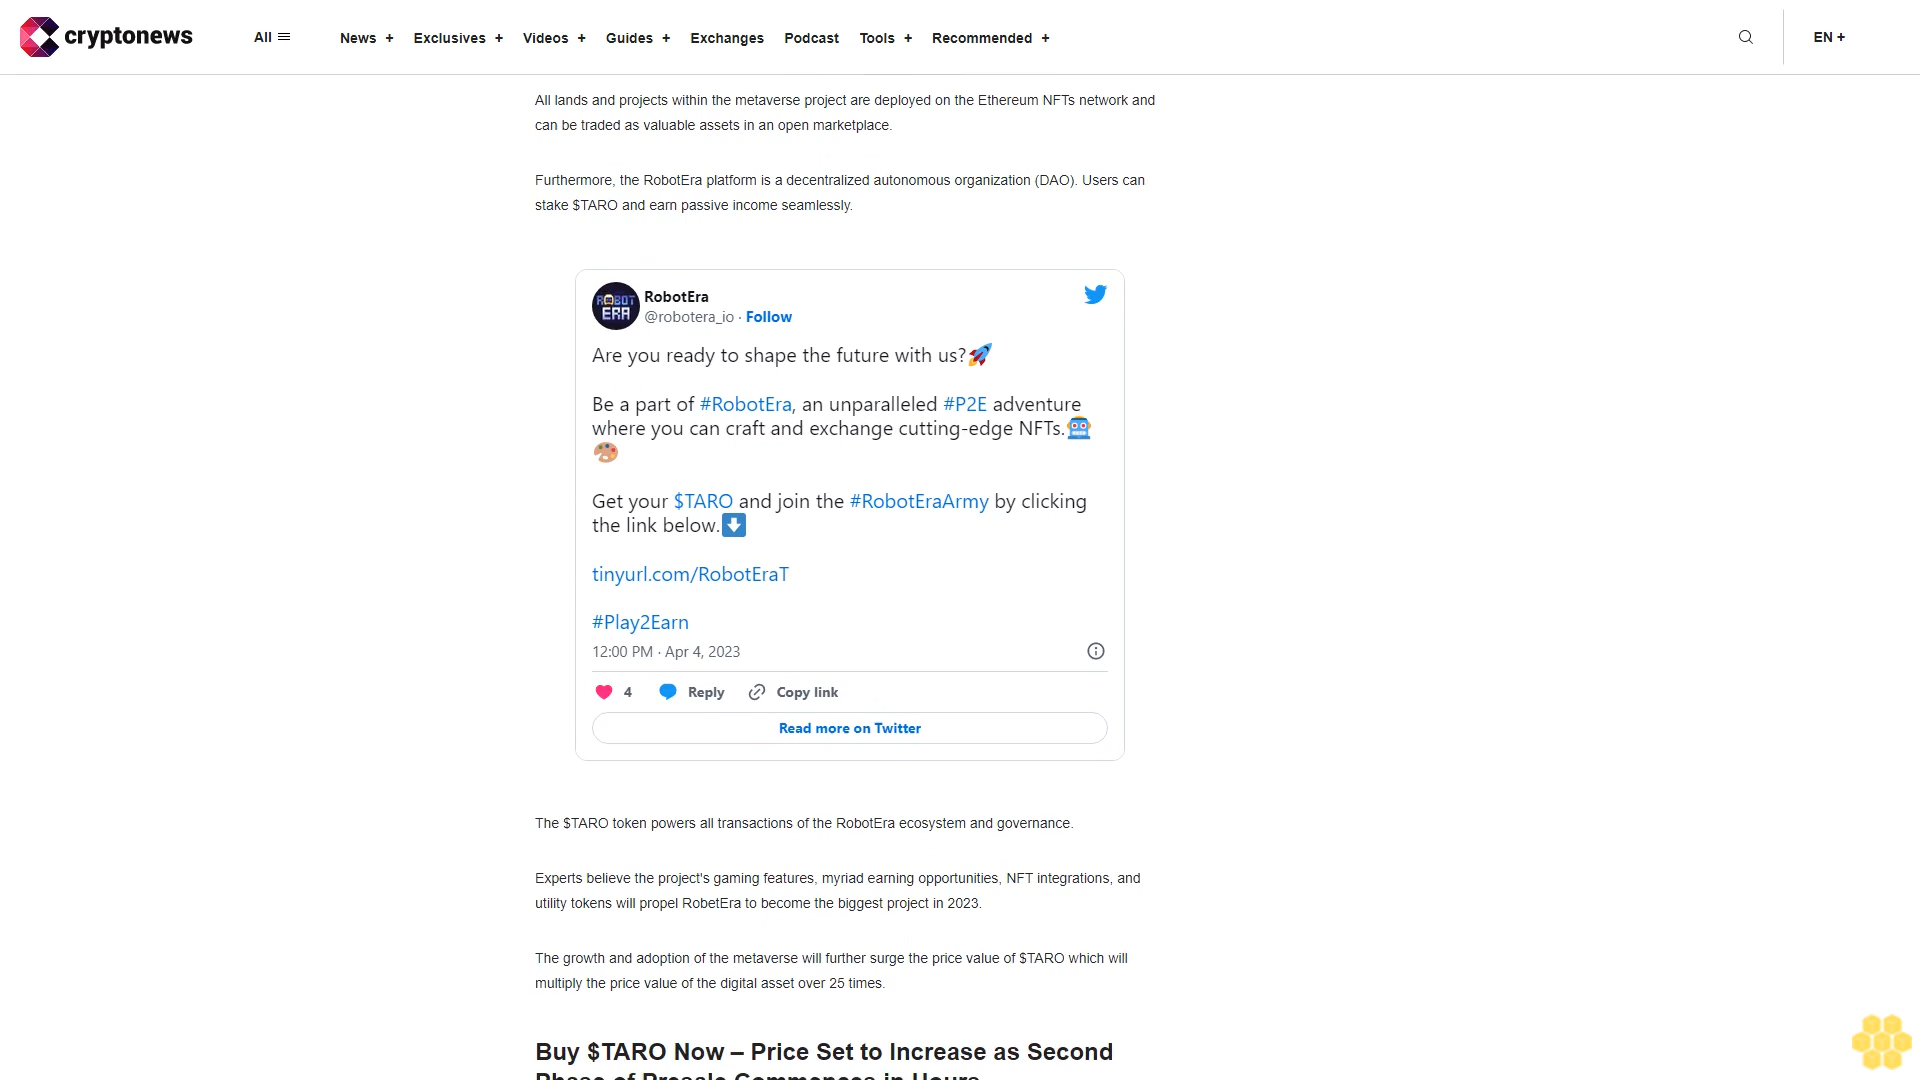 cryptonews
All
News +
Exclusives +
Videos +
Guides +
Exchanges
Podcast
Tools +
Recommended +
EN +
All lands and projects within the metaverse project are deployed on the Ethereum NFTs network and
can be traded as valuable assets in an open marketplace.
Furthermore, the RobotEra platform is a decentralized autonomous organization (DAO). Users can
stake $TARO and earn passive income seamlessly.
ROBOT
ERA
RobotEra
@robotera_io · Follow
Are you ready to shape the future with us?🚀
Be a part of #RobotEra, an unparalleled #P2E adventure
where you can craft and exchange cutting-edge NFTs.🤖
🎨
Get your $TARO and join the #RobotEraArmy by clicking
the link below.⬇️
tinyurl.com/RobotEraT
#Play2Earn
12:00 PM · Apr 4, 2023
4
Reply
Copy link
Read more on Twitter
The $TARO token powers all transactions of the RobotEra ecosystem and governance.
Experts believe the project's gaming features, myriad earning opportunities, NFT integrations, and
utility tokens will propel RobetEra to become the biggest project in 2023.
The growth and adoption of the metaverse will further surge the price value of $TARO which will
multiply the price value of the digital asset over 25 times.
Buy $TARO Now – Price Set to Increase as Second
Phase of Presale Commences in Hours